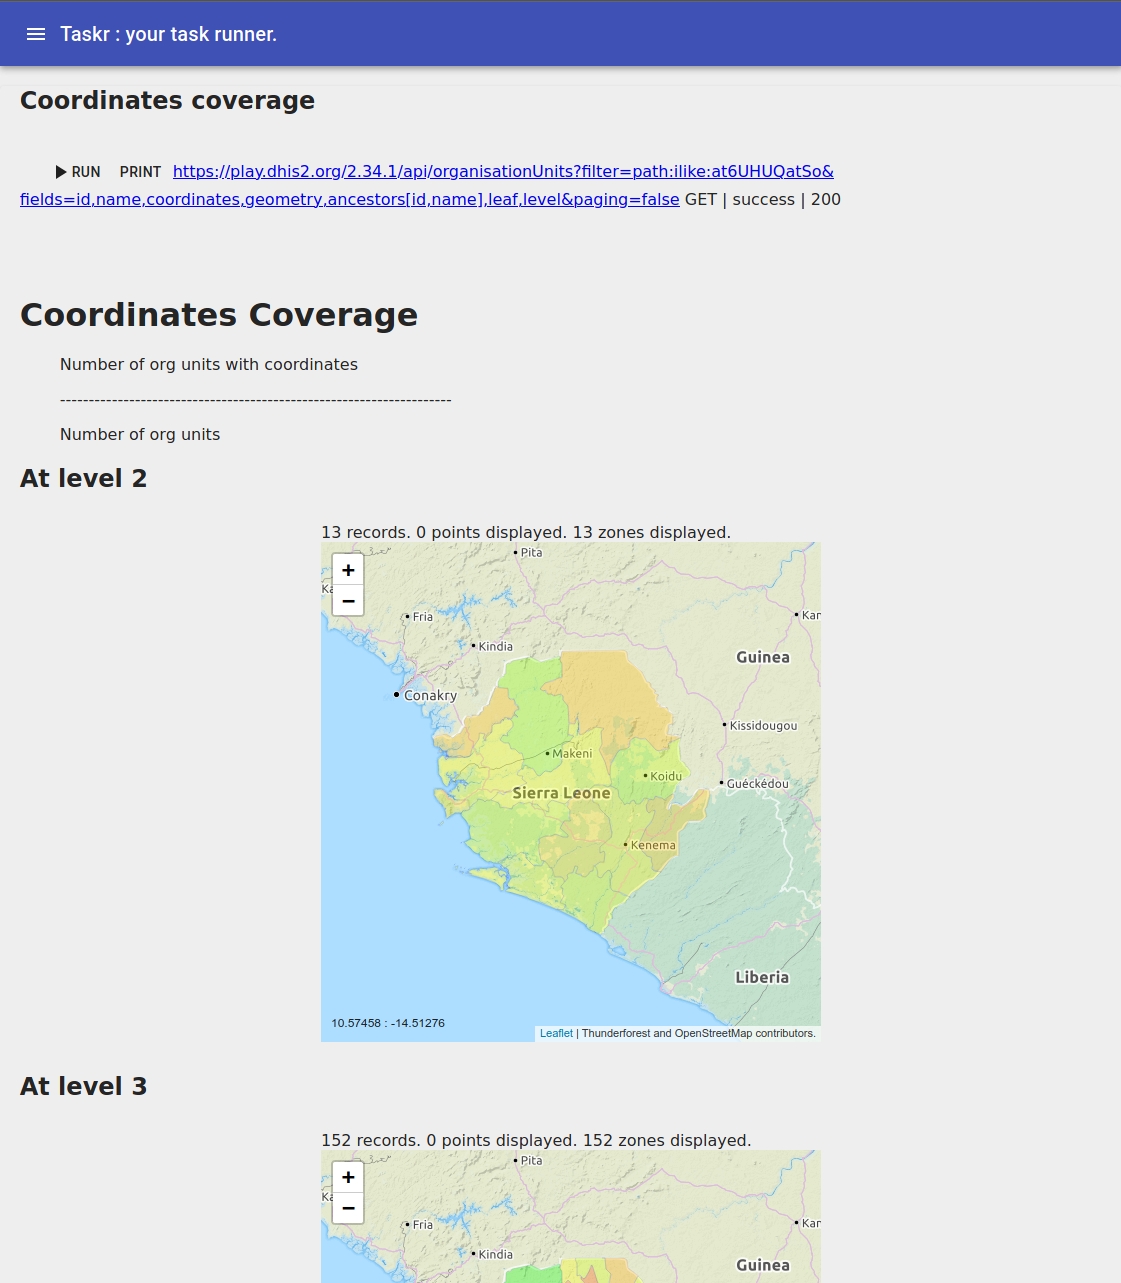 Taskr : your task runner.
Coordinates coverage
RUN PRINT https://play.dhis2.org/2.34.1/api/organisationUnits?filter=path:ilike:at6UHUQatSo&
fields=id,name,coordinates,geometry,ancestors[id,name],leaf,level&paging=false GET | success | 200
Coordinates Coverage
Number of org units with coordinates
--------------------------------------------------------------------
Number of org units
At level 2
13 records. 0 points displayed. 13 zones displayed.
+
−
Pita
Ka
Fria
Kan
Kindia
Guinea
Conakry
Kissidougou
Makeni
Koidu
Guéckédou
Sierra Leone
Kenema
Liberia
10.57458 : -14.51276
Leaflet | Thunderforest and OpenStreetMap contributors.
At level 3
152 records. 0 points displayed. 152 zones displayed.
+
−
Pita
Ka
Fria
Kan
Kindia
Guinea